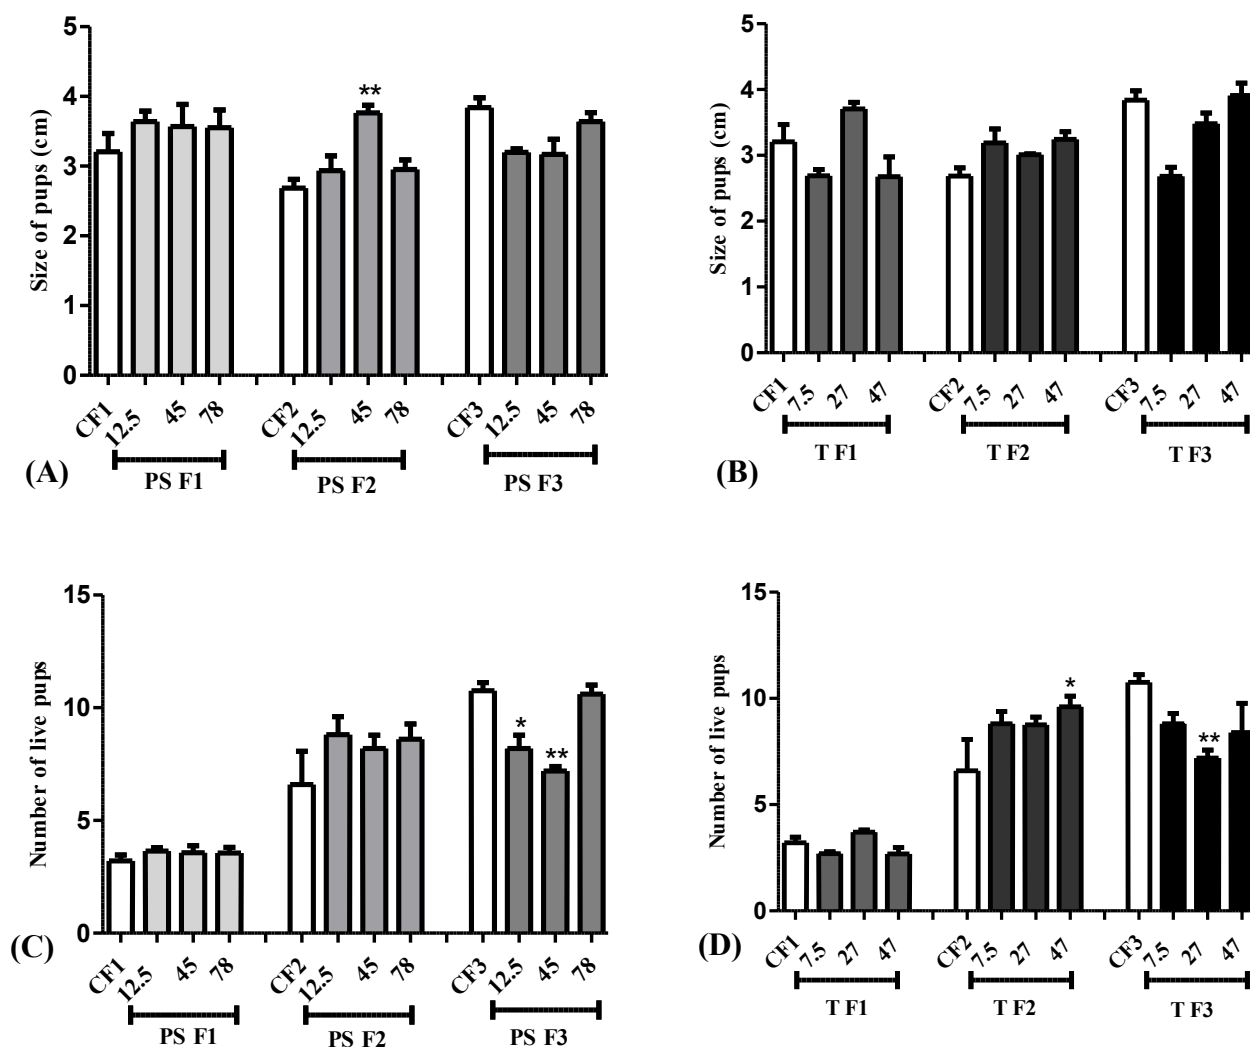 5
4
3
2
1
0
Size of pups (cm)
**
CF1 12.5 45 78 CF2 12.5 45 78 CF3 12.5 45 78
PS F1 PS F2 PS F3
(A)
5
4
3
2
1
0
Size of pups (cm)
CF1 7.5 27 47 CF2 7.5 27 47 CF3 7.5 27 47
T F1 T F2 T F3
(B)
15
10
5
0
Number of live pups
* **
CF1 12.5 45 78 CF2 12.5 45 78 CF3 12.5 45 78
PS F1 PS F2 PS F3
(C)
15
10
5
0
Number of live pups
* **
CF1 7.5 27 47 CF2 7.5 27 47 CF3 7.5 27 47
T F1 T F2 T F3
(D)